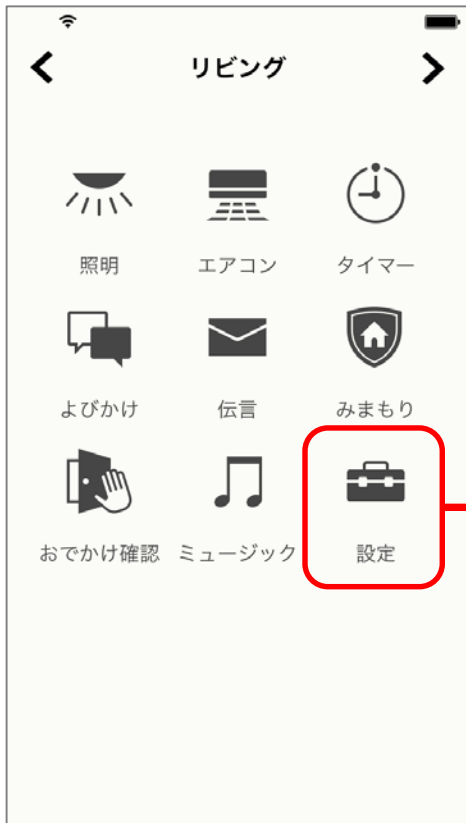 リビング
照明 エアコン タイマー
よびかけ 伝言 みまもり
おでかけ確認 ミュージック 設定